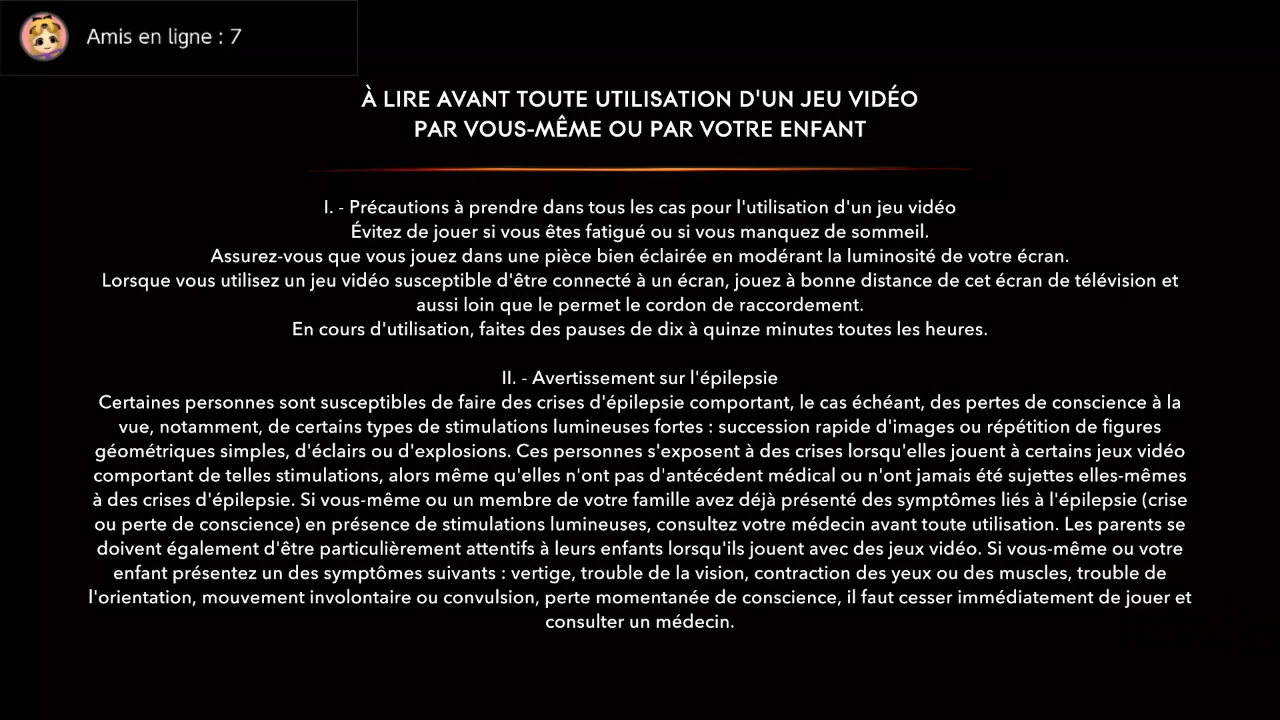 Amis en ligne : 7
À LIRE AVANT TOUTE UTILISATION D'UN JEU VIDÉO
PAR VOUS-MÊME OU PAR VOTRE ENFANT
I. - Précautions à prendre dans tous les cas pour l'utilisation d'un jeu vidéo
Évitez de jouer si vous êtes fatigué ou si vous manquez de sommeil.
Assurez-vous que vous jouez dans une pièce bien éclairée en modérant la luminosité de votre écran.
Lorsque vous utilisez un jeu vidéo susceptible d'être connecté à un écran, jouez à bonne distance de cet écran de télévision et
aussi loin que le permet le cordon de raccordement.
En cours d'utilisation, faites des pauses de dix à quinze minutes toutes les heures.
II. - Avertissement sur l'épilepsie
Certaines personnes sont susceptibles de faire des crises d'épilepsie comportant, le cas échéant, des pertes de conscience à la
vue, notamment, de certains types de stimulations lumineuses fortes : succession rapide d'images ou répétition de figures
géométriques simples, d'éclairs ou d'explosions. Ces personnes s'exposent à des crises lorsqu'elles jouent à certains jeux vidéo
comportant de telles stimulations, alors même qu'elles n'ont pas d'antécédent médical ou n'ont jamais été sujettes elles-mêmes
à des crises d'épilepsie. Si vous-même ou un membre de votre famille avez déjà présenté des symptômes liés à l'épilepsie (crise
ou perte de conscience) en présence de stimulations lumineuses, consultez votre médecin avant toute utilisation. Les parents se
doivent également d'être particulièrement attentifs à leurs enfants lorsqu'ils jouent avec des jeux vidéo. Si vous-même ou votre
enfant présentez un des symptômes suivants : vertige, trouble de la vision, contraction des yeux ou des muscles, trouble de
l'orientation, mouvement involontaire ou convulsion, perte momentanée de conscience, il faut cesser immédiatement de jouer et
consulter un médecin.